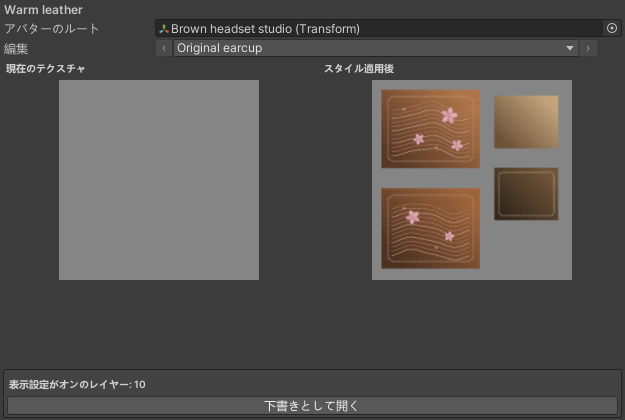 Warm leather
アバターのルート
Brown headset studio (Transform)
編集
Original earcup
現在のテクスチャ
スタイル適用後
表示設定がオンのレイヤー: 10
下書きとして開く